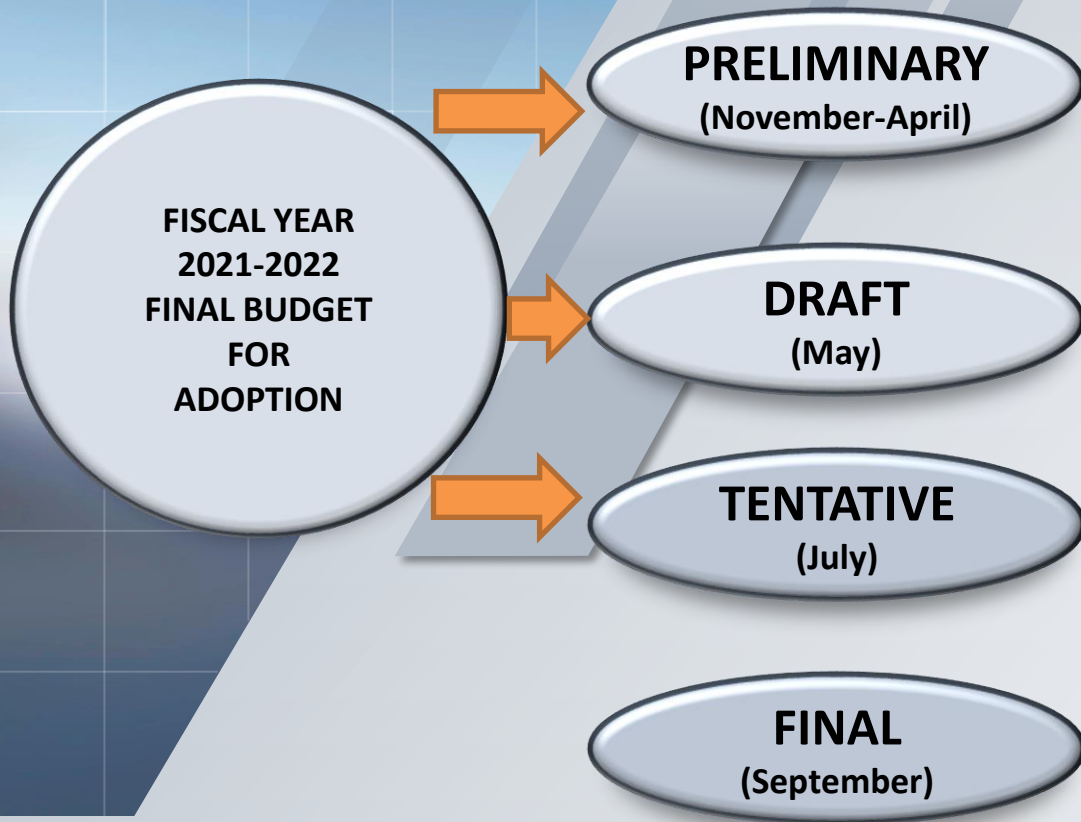 FISCAL YEAR
2021-2022
FINAL BUDGET
FOR
ADOPTION
PRELIMINARY
(November-April)
DRAFT
(May)
TENTATIVE
(July)
FINAL
(September)